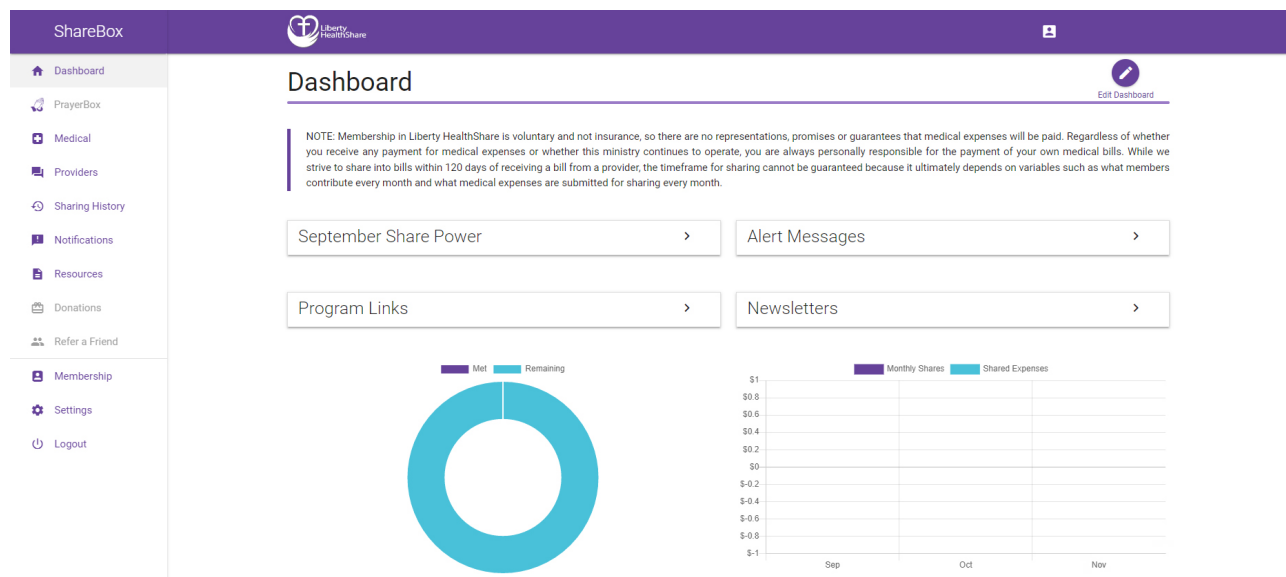 ShareBox
Liberty
HealthShare
Dashboard
PrayerBox
Medical
Providers
Sharing History
Notifications
Resources
Donations
Refer a Friend
Membership
Settings
Logout
Dashboard
Edit Dashboard
NOTE: Membership in Liberty HealthShare is voluntary and not insurance, so there are no representations, promises or guarantees that medical expenses will be paid. Regardless of whether
you receive any payment for medical expenses or whether this ministry continues to operate, you are always personally responsible for the payment of your own medical bills. While we
strive to share into bills within 120 days of receiving a bill from a provider, the timeframe for sharing cannot be guaranteed because it ultimately depends on variables such as what members
contribute every month and what medical expenses are submitted for sharing every month.
September Share Power
Alert Messages
Program Links
Newsletters
Met Remaining
Monthly Shares Shared Expenses
$1
$0.8
$0.6
$0.4
$0.2
$0
$-0.2
$-0.4
$-0.6
$-0.8
$-1
Sep Oct Nov